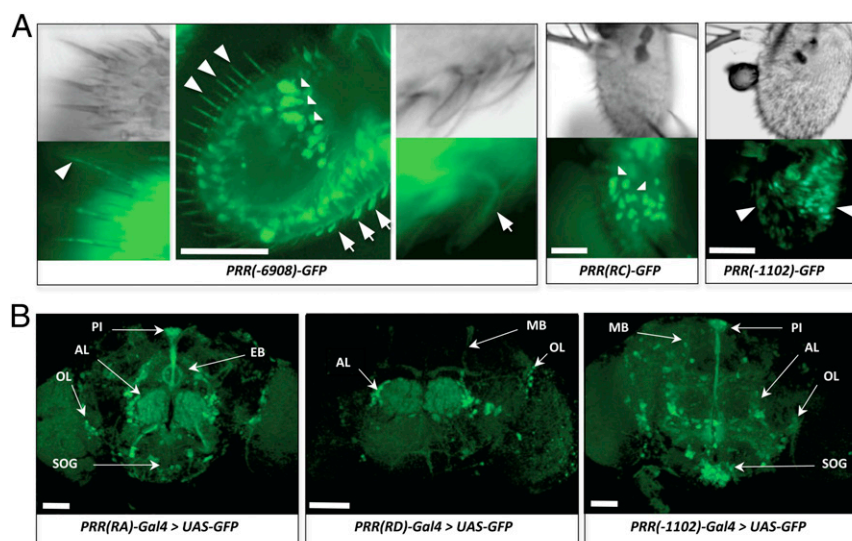 A
PRR(-6908)-GFP
PRR(RC)-GFP
PRR(-1102)-GFP
B
PI
AL
EB
OL
SOG
PRR(RA)-Gal4 > UAS-GFP
MB
AL
OL
PRR(RD)-Gal4 > UAS-GFP
MB
PI
AL
OL
SOG
PRR(-1102)-Gal4 > UAS-GFP